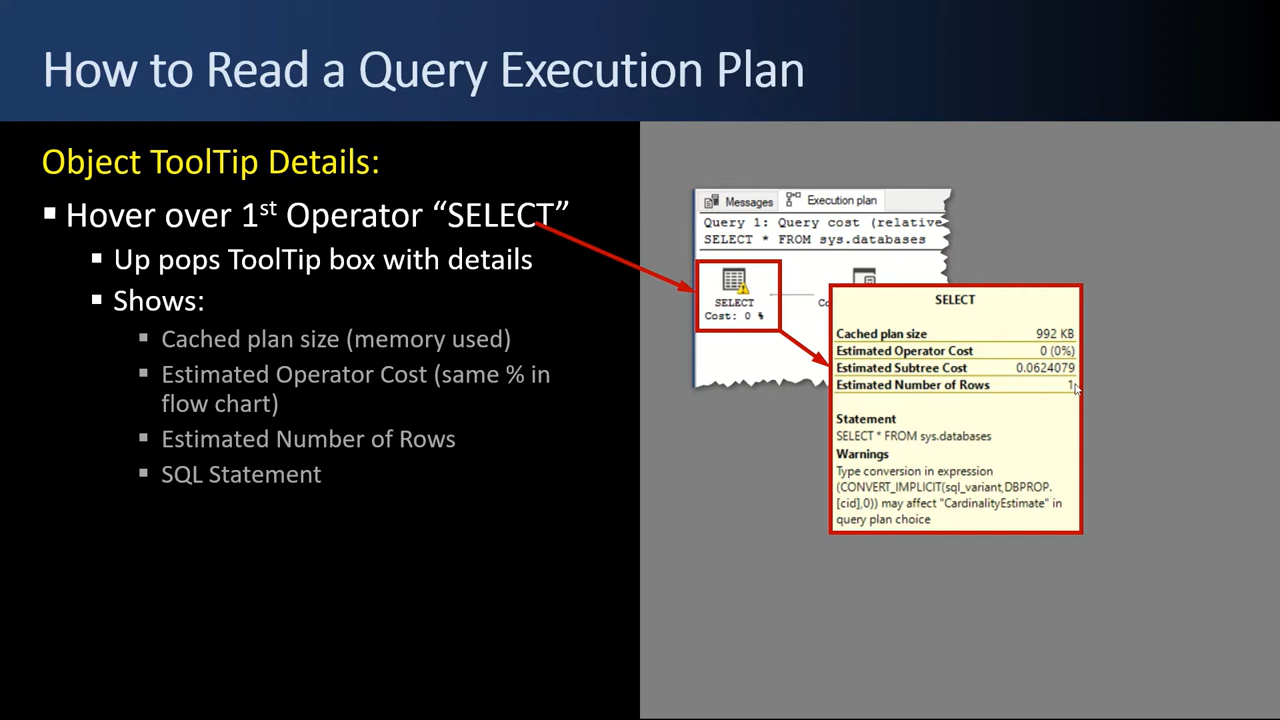 How to Read a Query Execution Plan
Object ToolTip Details:
▪ Hover over 1st Operator “SELECT”
▪ Up pops ToolTip box with details
▪ Shows:
▪ Cached plan size (memory used)
▪ Estimated Operator Cost (same % in
flow chart)
▪ Estimated Number of Rows
▪ SQL Statement
Messages Execution plan
Query 1: Query cost (relative
SELECT * FROM sys.databases
SELECT
Cost: 0 %
SELECT
Cached plan size 992 KB
Estimated Operator Cost 0 (0%)
Estimated Subtree Cost 0.0624079
Estimated Number of Rows 1
Statement
SELECT * FROM sys.databases
Warnings
Type conversion in expression
(CONVERT_IMPLICIT(sql_variant,DBPROP.
[cid],0)) may affect "CardinalityEstimate" in
query plan choice